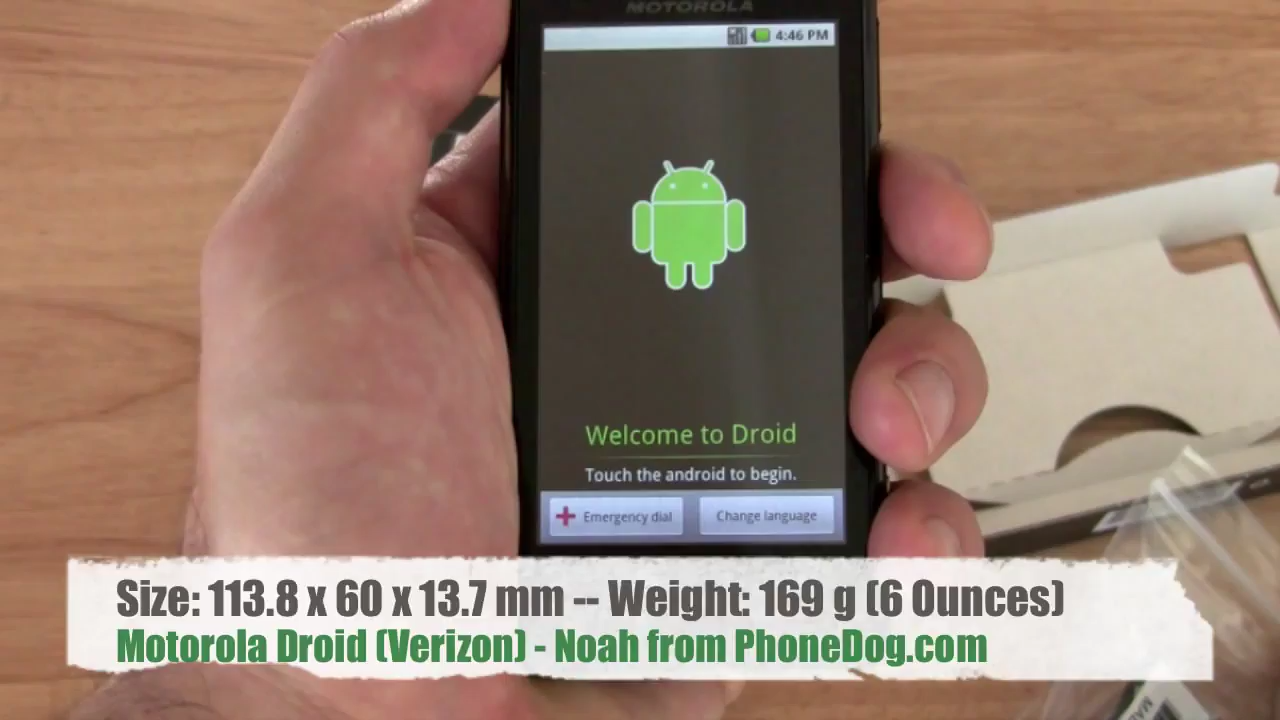 MOTOROLA
4:46 PM
Welcome to Droid
Touch the android to begin.
Emergency dial
Change language
Size: 113.8 x 60 x 13.7 mm -- Weight: 169 g (6 Ounces)
Motorola Droid (Verizon) - Noah from PhoneDog.com